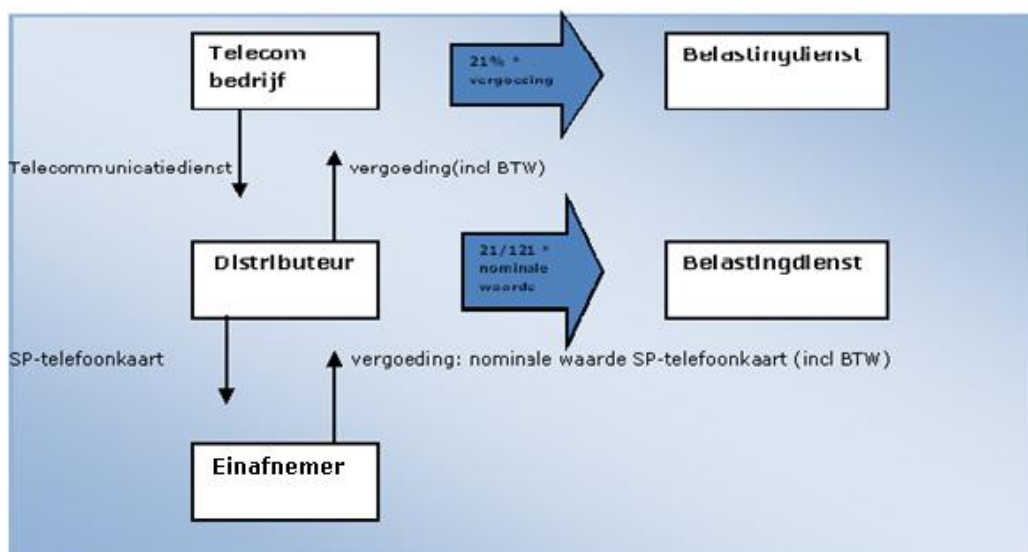 Telecom
bedrijf
21% *
vergoeding
Belastingdienst
Telecommunicatiedienst
vergoeding(incl BTW)
Distributeur
21/121 *
nominale
waarde
Belastingdienst
SP-telefoonkaart
vergoeding: nominale waarde SP-telefoonkaart (incl BTW)
Einafnemer